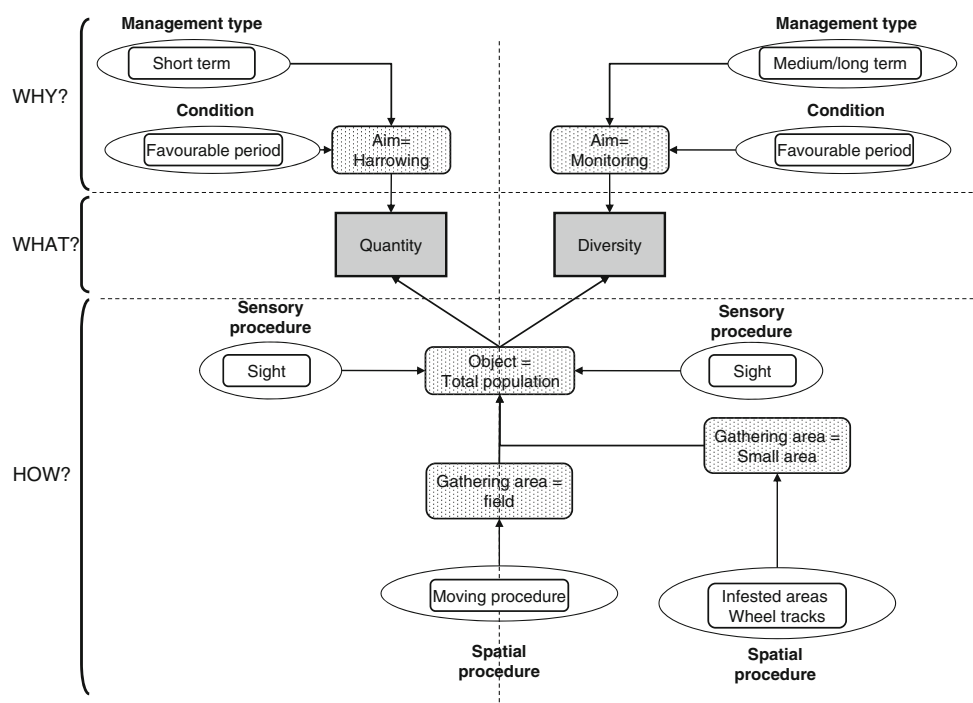 Management type
Management type
Short term
Medium/long term
WHY?
Condition
Condition
Favourable period
Aim=
Harrowing
Aim=
Monitoring
Favourable period
WHAT?
Quantity
Diversity
Sensory
procedure
Sensory
procedure
Sight
Object =
Total population
Sight
HOW?
Gathering area =
Small area
Gathering area =
field
Moving procedure
Infested areas
Wheel tracks
Spatial
procedure
Spatial
procedure